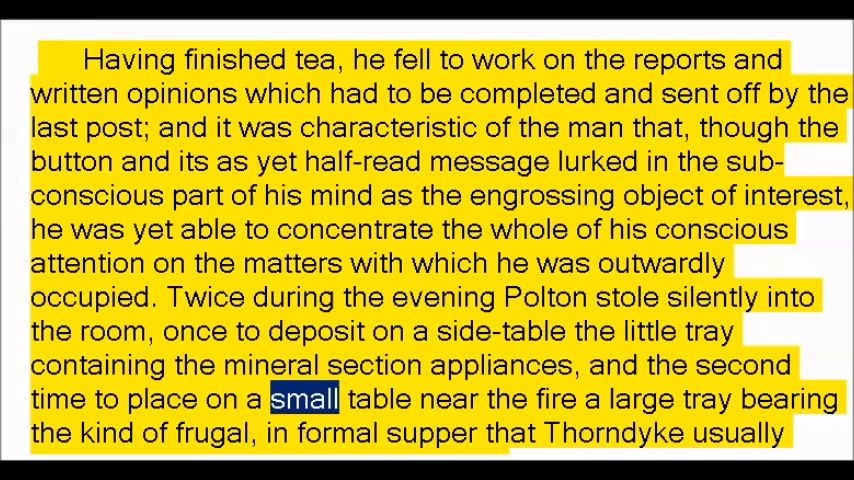 Having finished tea, he fell to work on the reports and
written opinions which had to be completed and sent off by the
last post; and it was characteristic of the man that, though the
button and its as yet half-read message lurked in the sub-
conscious part of his mind as the engrossing object of interest,
he was yet able to concentrate the whole of his conscious
attention on the matters with which he was outwardly
occupied. Twice during the evening Polton stole silently into
the room, once to deposit on a side-table the little tray
containing the mineral section appliances, and the second
time to place on a small table near the fire a large tray bearing
the kind of frugal, in formal supper that Thorndyke usually